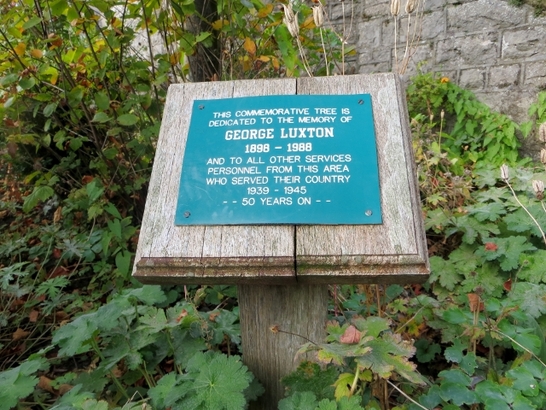 THIS COMMEMORATIVE TREE IS
DEDICATED TO THE MEMORY OF
GEORGE LUXTON
1898 - 1988
AND TO ALL OTHER SERVICES
PERSONNEL FROM THIS AREA
WHO SERVED THEIR COUNTRY
1939 - 1945
- - 50 YEARS ON - -